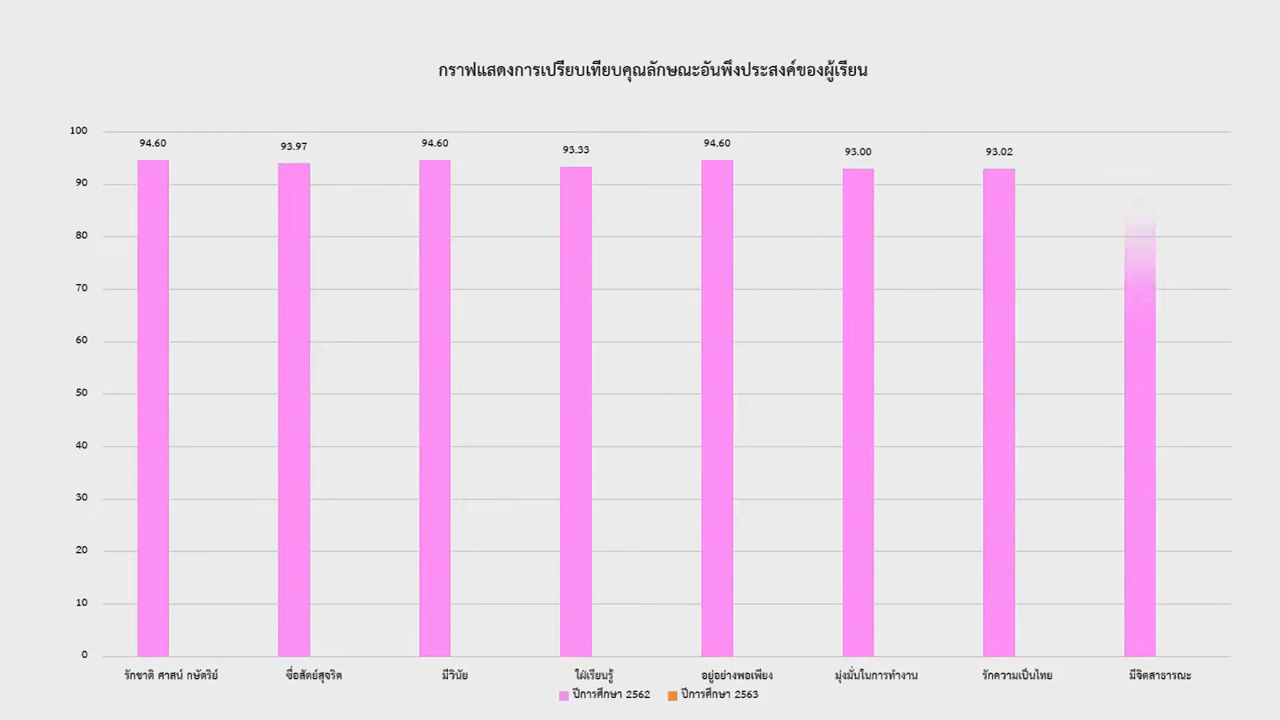 กราฟแสดงการเปรียบเทียบคุณลักษณะอันพึงประสงค์ของผู้เรียน
100
94.60 93.97 94.60 93.33 94.60 93.00 93.02
90
80
70
60
50
40
30
20
10
0
รักชาติ ศาสน์ กษัตริย์ ซื่อสัตย์สุจริต มีวินัย ใฝ่เรียนรู้ อยู่อย่างพอเพียง มุ่งมั่นในการทำงาน รักความเป็นไทย มีจิตสาธารณะ
ปีการศึกษา 2562 ปีการศึกษา 2563